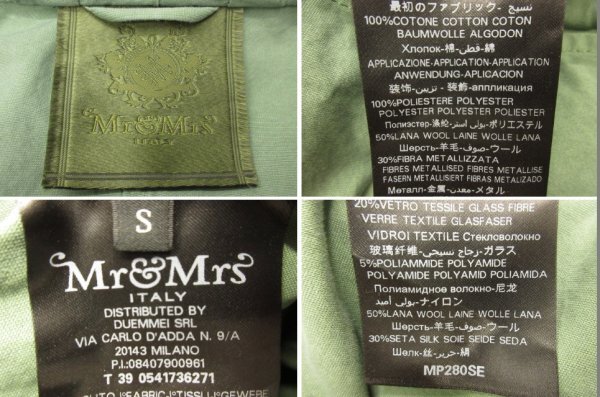 Mr&Mrs
ITALY
最初のファブリック・نسيج
100%COTONE COTTON COTON
BAUMWOLLE ALGODON
Хлопок-棉-قطن-綿
APPLICAZIONE-APPLICATION-APPLICATION
ANWENDUNG APLICACIÓN
装饰-تزيين-装飾-аппликация
100%POLIESTERE POLYESTER
POLYESTER POLYESTER POLIESTER
Полиэстер-涤纶-بولي استر-ポリエステル
50%LANA WOOL LAINE WOLLE LANA
Шерсть-羊毛-صوف-ウール
30%FIBRA METALLIZZATA
FIBRES METALLISED FIBRES METALLISE
FASERN METALLISIERT FIBRAS METALIZADO
Металл-金属-معدن-メタル
S
Mr&Mrs
ITALY
DISTRIBUTED BY
DUEMMEI SRL
VIA CARLO D'ADDA N. 9/A
20143 MILANO
P.I.:08407900961
T 39 0541736271
20%VETRO TESSILE GLASS FIBRE
VERRE TEXTILE GLASFASER
VIDROI TEXTILE Стекловолокно
玻璃纤维-زجاج نسيجي-ガラス
5%POLIAMMIDE POLYAMIDE
POLYAMIDE POLYAMID POLYAMIDA
Полиамидное волокно-尼龙
بولي أميد-ナイロン
50%LANA WOOL LAINE WOLLE LANA
Шерсть-羊毛-صوف-ウール
30%SETA SILK SOIE SEIDE SEDA
Шелк-丝-حرير-絹
MP280SE